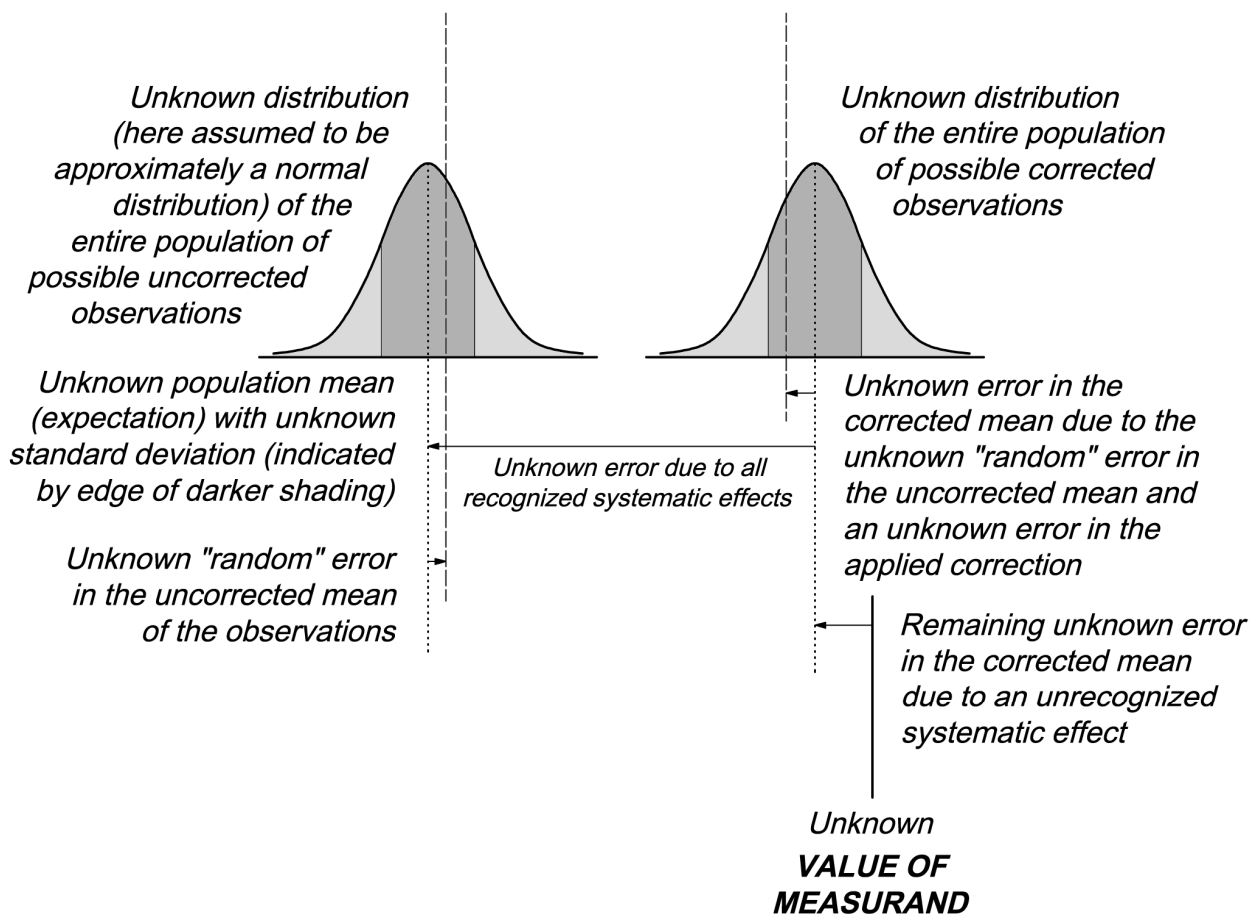 Unknown distribution
(here assumed to be
approximately a normal
distribution) of the
entire population of
possible uncorrected
observations
Unknown distribution
of the entire population
of possible corrected
observations
Unknown population mean
(expectation) with unknown
standard deviation (indicated
by edge of darker shading)
Unknown error due to all
recognized systematic effects
Unknown error in the
corrected mean due to the
unknown "random" error in
the uncorrected mean and
an unknown error in the
applied correction
Unknown "random" error
in the uncorrected mean
of the observations
Remaining unknown error
in the corrected mean
due to an unrecognized
systematic effect
Unknown
VALUE OF
MEASURAND